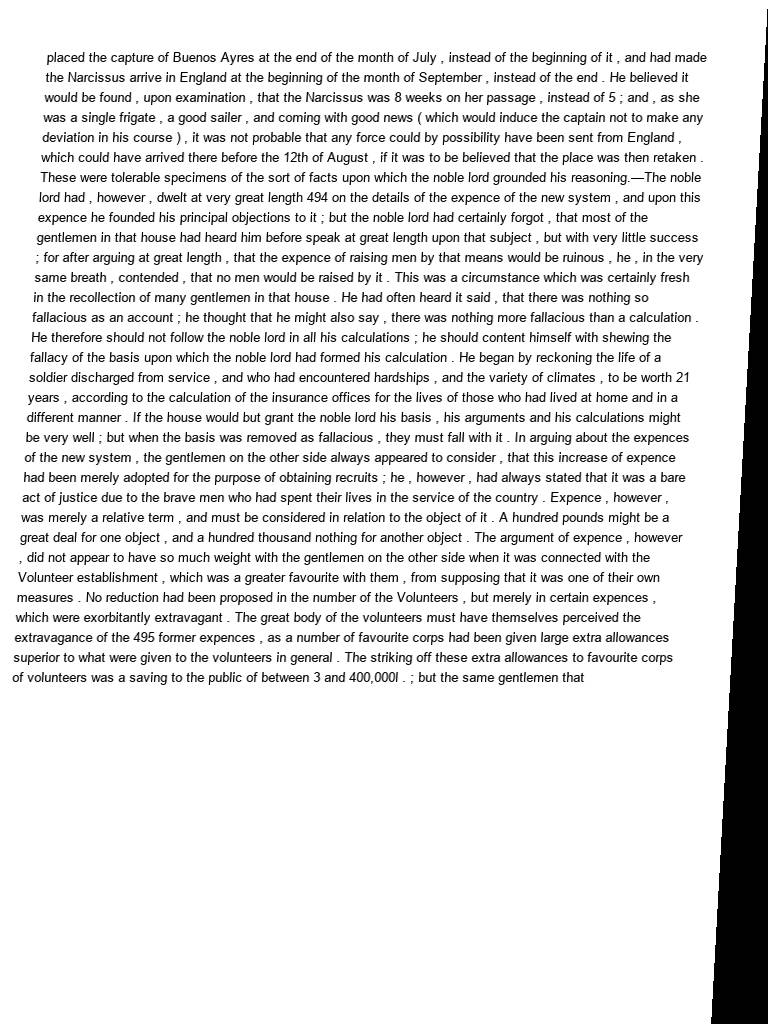 placed the capture of Buenos Ayres at the end of the month of July , instead of the beginning of it , and had made
the Narcissus arrive in England at the beginning of the month of September , instead of the end . He believed it
would be found , upon examination , that the Narcissus was 8 weeks on her passage , instead of 5 ; and , as she
was a single frigate , a good sailer , and coming with good news ( which would induce the captain not to make any
deviation in his course ) , it was not probable that any force could by possibility have been sent from England ,
which could have arrived there before the 12th of August , if it was to be believed that the place was then retaken .
These were tolerable specimens of the sort of facts upon which the noble lord grounded his reasoning.—The noble
lord had , however , dwelt at very great length 494 on the details of the expence of the new system , and upon this
expence he founded his principal objections to it ; but the noble lord had certainly forgot , that most of the
gentlemen in that house had heard him before speak at great length upon that subject , but with very little success
; for after arguing at great length , that the expence of raising men by that means would be ruinous , he , in the very
same breath , contended , that no men would be raised by it . This was a circumstance which was certainly fresh
in the recollection of many gentlemen in that house . He had often heard it said , that there was nothing so
fallacious as an account ; he thought that he might also say , there was nothing more fallacious than a calculation .
He therefore should not follow the noble lord in all his calculations ; he should content himself with shewing the
fallacy of the basis upon which the noble lord had formed his calculation . He began by reckoning the life of a
soldier discharged from service , and who had encountered hardships , and the variety of climates , to be worth 21
years , according to the calculation of the insurance offices for the lives of those who had lived at home and in a
different manner . If the house would but grant the noble lord his basis , his arguments and his calculations might
be very well ; but when the basis was removed as fallacious , they must fall with it . In arguing about the expences
of the new system , the gentlemen on the other side always appeared to consider , that this increase of expence
had been merely adopted for the purpose of obtaining recruits ; he , however , had always stated that it was a bare
act of justice due to the brave men who had spent their lives in the service of the country . Expence , however ,
was merely a relative term , and must be considered in relation to the object of it . A hundred pounds might be a
great deal for one object , and a hundred thousand nothing for another object . The argument of expence , however
, did not appear to have so much weight with the gentlemen on the other side when it was connected with the
Volunteer establishment , which was a greater favourite with them , from supposing that it was one of their own
measures . No reduction had been proposed in the number of the Volunteers , but merely in certain expences ,
which were exorbitantly extravagant . The great body of the volunteers must have themselves perceived the
extravagance of the 495 former expences , as a number of favourite corps had been given large extra allowances
superior to what were given to the volunteers in general . The striking off these extra allowances to favourite corps
of volunteers was a saving to the public of between 3 and 400,000l . ; but the same gentlemen that